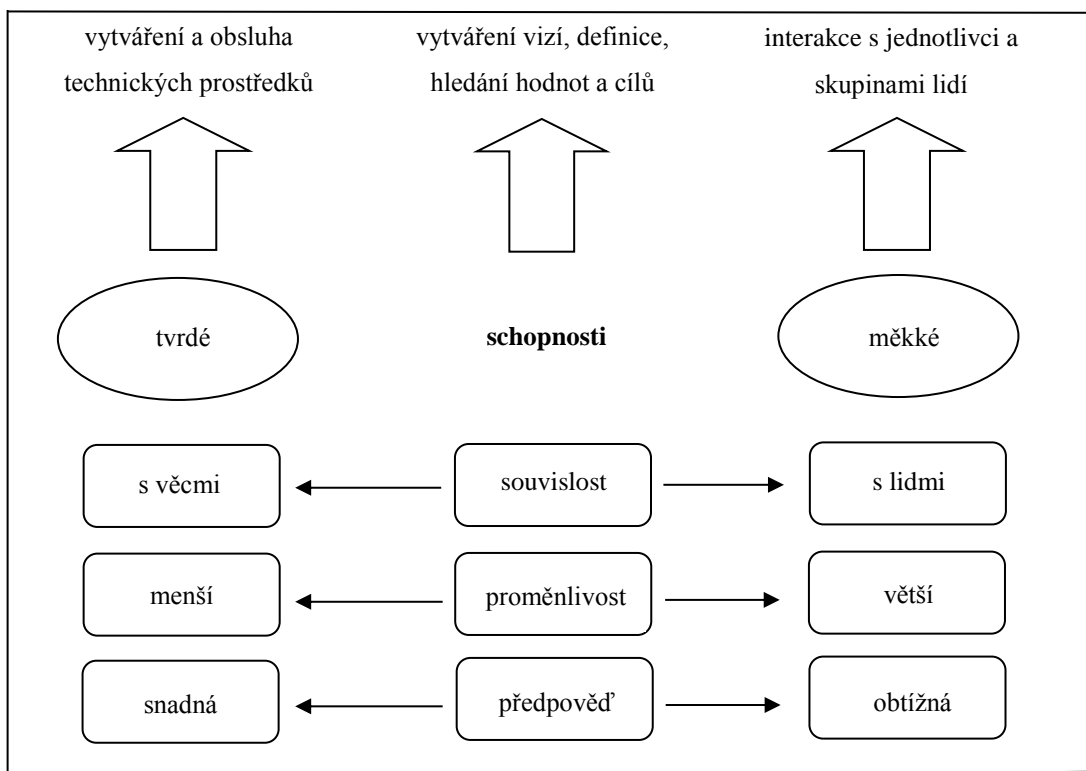 vytváření a obsluha
technických prostředků
vytváření vizí, definice,
hledání hodnot a cílů
interakce s jednotlivci a
skupinami lidí
tvrdé
schopnosti
měkké
s věcmi
souvislost
s lidmi
menší
proměnlivost
větší
snadná
předpověď
obtížná